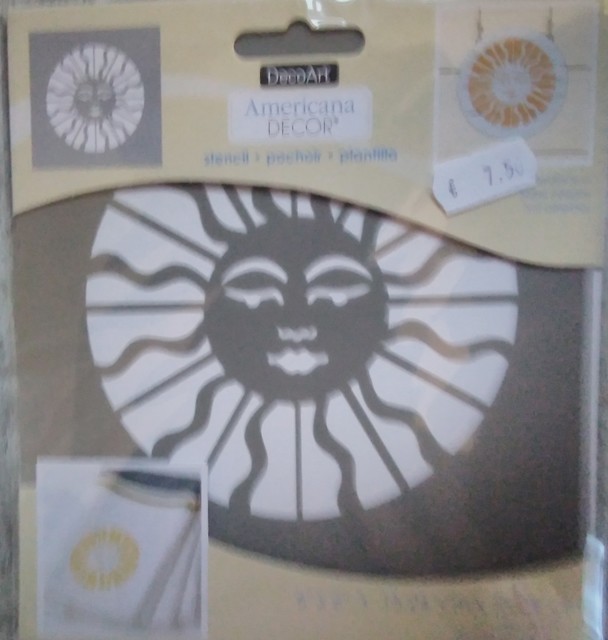 DecoArt
Americana
DECOR®
stencil • pochoir • plantilla
€ 7.50